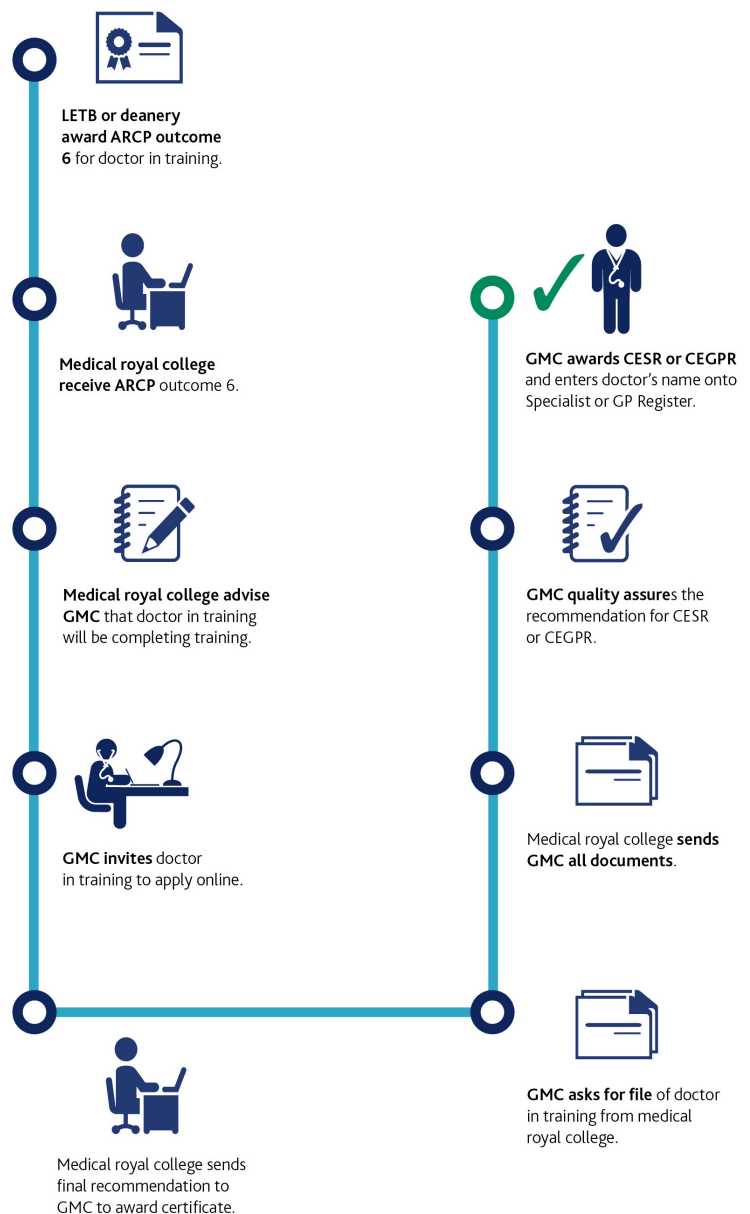 LETB or deanery
award ARCP outcome
6 for doctor in training.
Medical royal college
receive ARCP outcome 6.
Medical royal college advise
GMC that doctor in training
will be completing training.
GMC invites doctor
in training to apply online.
Medical royal college sends
final recommendation to
GMC to award certificate.
GMC asks for file of doctor
in training from medical
royal college.
Medical royal college sends
GMC all documents.
GMC quality assures the
recommendation for CESR
or CEGPR.
GMC awards CESR or CEGPR
and enters doctor’s name onto
Specialist or GP Register.